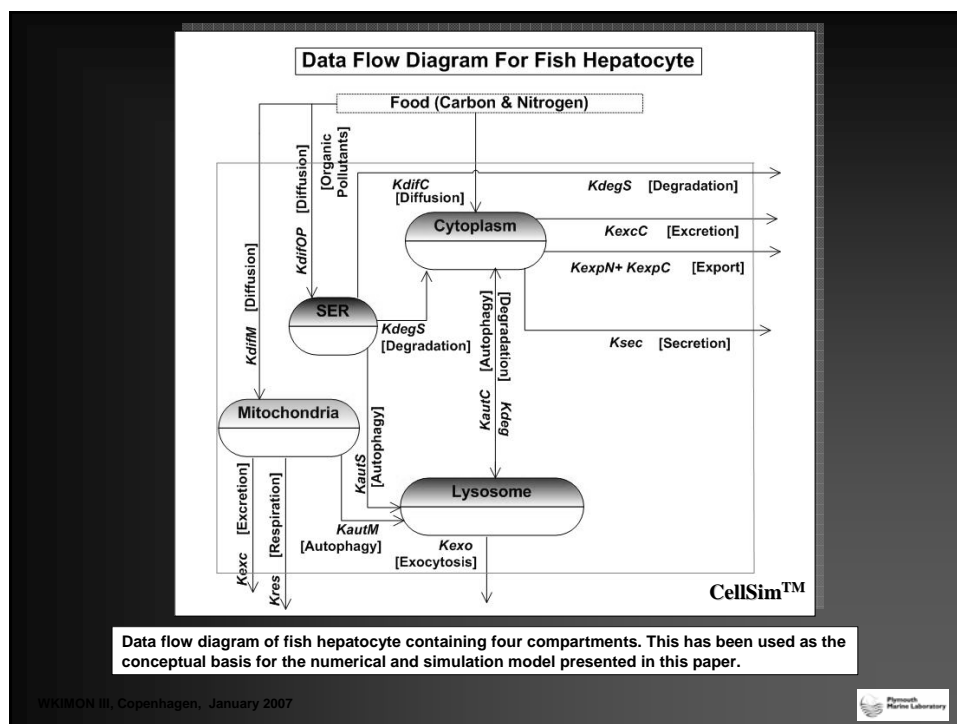 Data Flow Diagram For Fish Hepatocyte
Food (Carbon & Nitrogen)
KdifM [Diffusion]
KdifOP [Diffusion]
[Organic
Pollutants]
KdifC
[Diffusion]
KdegS [Degradation]
Cytoplasm
KexcC [Excretion]
KexpN+ KexpC [Export]
SER
KdegS
[Degradation]
Ksec [Secretion]
KautC [Autophagy]
[Degradation] Kdeg
Mitochondria
KautS
[Autophagy]
Lysosome
Kexc [Excretion]
Kres [Respiration]
KautM
[Autophagy]
Kexo
[Exocytosis]
CellSim™
Data flow diagram of fish hepatocyte containing four compartments. This has been used as the
conceptual basis for the numerical and simulation model presented in this paper.
WKIMON III, Copenhagen, January 2007
Plymouth
Marine Laboratory